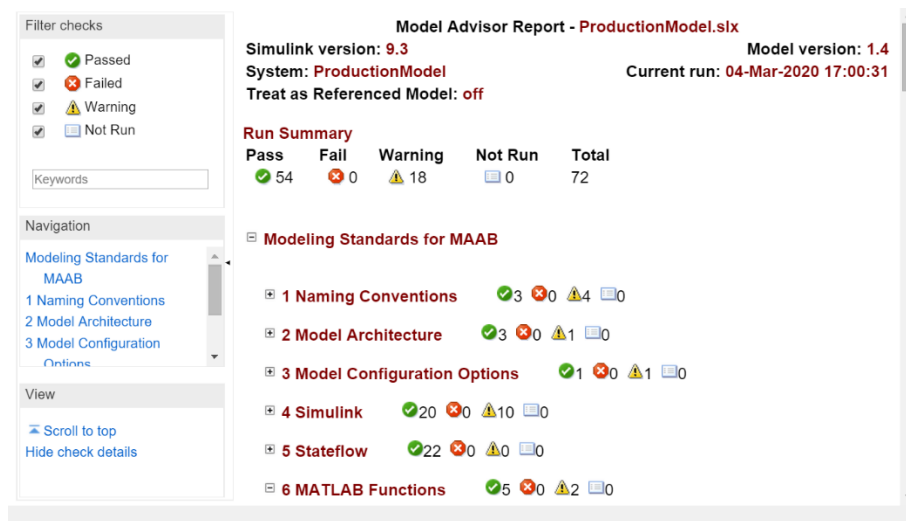 Filter checks
Passed
Failed
Warning
Not Run
Keywords
Navigation
Modeling Standards for
MAAB
1 Naming Conventions
2 Model Architecture
3 Model Configuration
Options
View
Scroll to top
Hide check details
Model Advisor Report - ProductionModel.slx
Simulink version: 9.3 Model version: 1.4
System: ProductionModel Current run: 04-Mar-2020 17:00:31
Treat as Referenced Model: off
Run Summary
Pass Fail Warning Not Run Total
54 0 18 0 72
Modeling Standards for MAAB
1 Naming Conventions 3 0 4 0
2 Model Architecture 3 0 1 0
3 Model Configuration Options 1 0 1 0
4 Simulink 20 0 10 0
5 Stateflow 22 0 0 0
6 MATLAB Functions 5 0 2 0